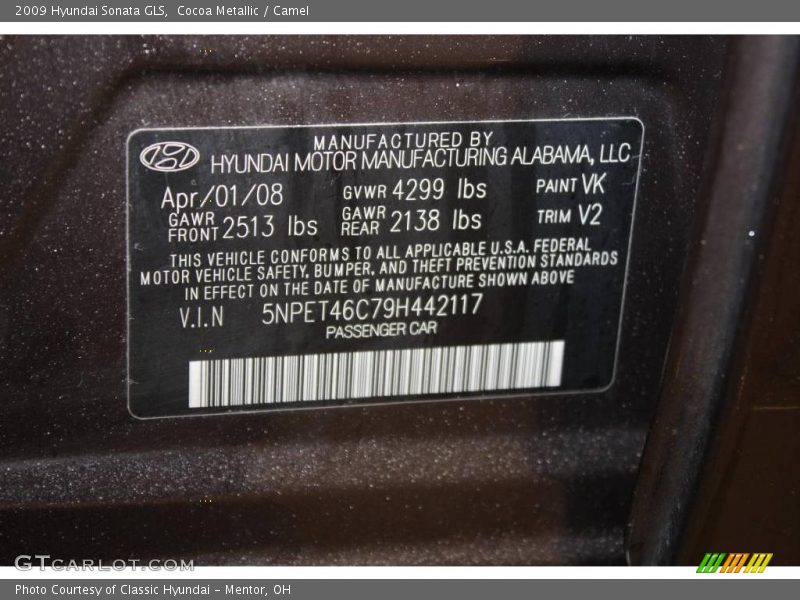 2009 Hyundai Sonata GLS, Cocoa Metallic / Camel
MANUFACTURED BY
HYUNDAI MOTOR MANUFACTURING ALABAMA, LLC
Apr/01/08 GVWR 4299 lbs PAINT VK
GAWR FRONT 2513 lbs GAWR REAR 2138 lbs TRIM V2
THIS VEHICLE CONFORMS TO ALL APPLICABLE U.S.A. FEDERAL
MOTOR VEHICLE SAFETY, BUMPER, AND THEFT PREVENTION STANDARDS
IN EFFECT ON THE DATE OF MANUFACTURE SHOWN ABOVE
V.I.N 5NPET46C79H442117
PASSENGER CAR
GTCARLOT.COM
Photo Courtesy of Classic Hyundai - Mentor, OH